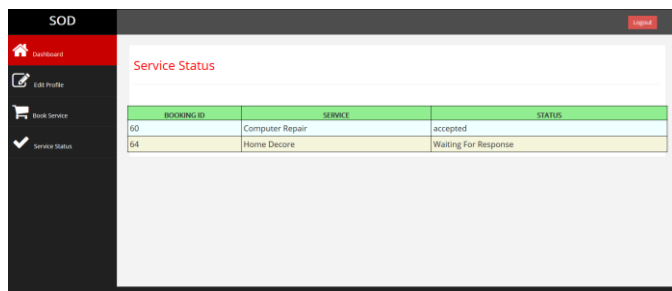 SOD
Logout
Dashboard
Edit Profile
Book Service
Service Status
Service Status
BOOKING ID SERVICE STATUS
60 Computer Repair accepted
64 Home Decore Waiting For Response